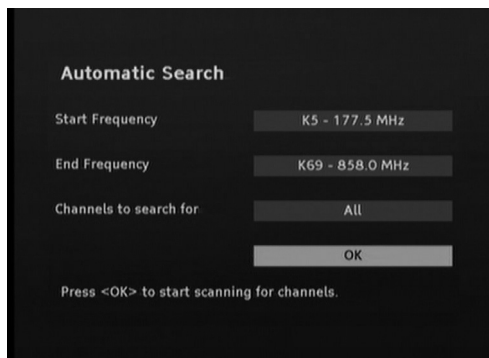 Automatic Search
Start Frequency K5 - 177.5 MHz
End Frequency K69 - 858.0 MHz
Channels to search for All
OK
Press <OK> to start scanning for channels.